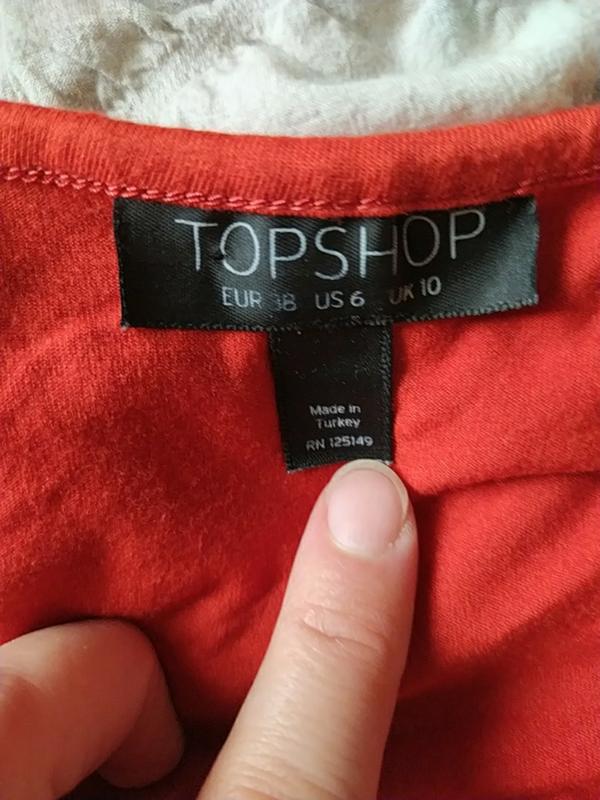 TOPSHOP
EUR 38 US 6 UK 10
Made in
Turkey
RN 125149